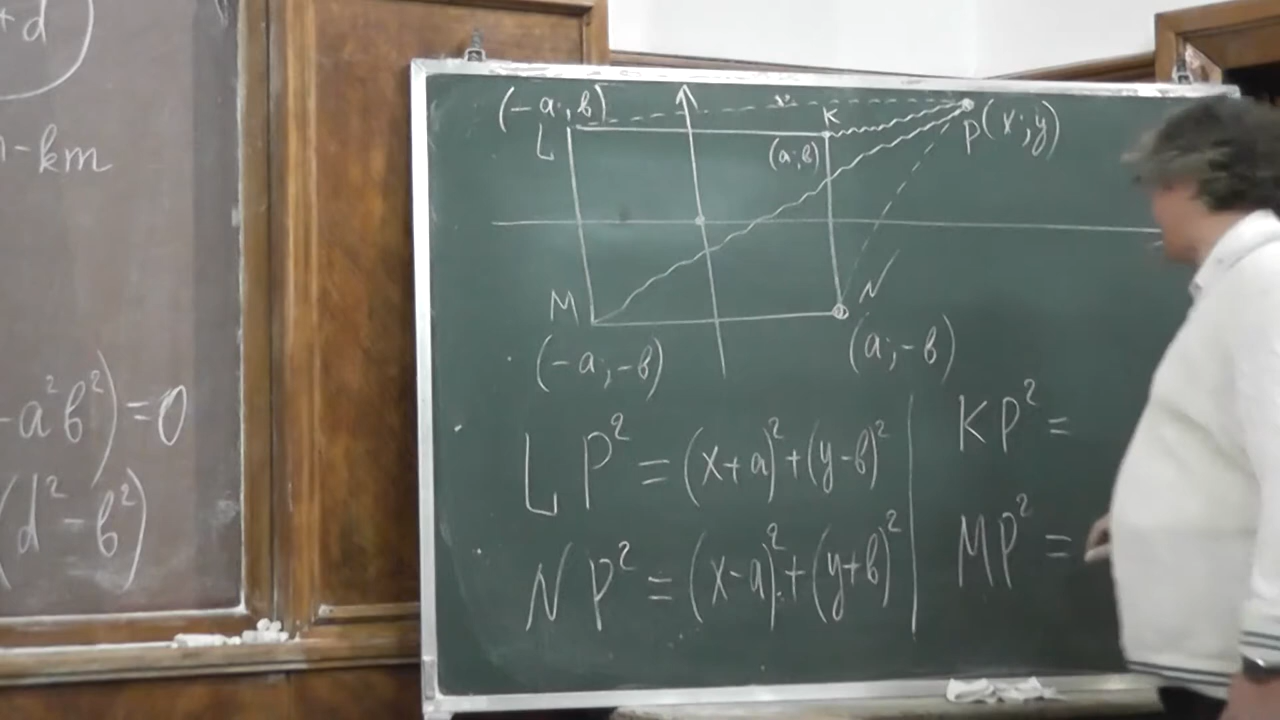 +d)
n-km
-a²b²)=0
(d²-b²)
(-a;b)
L
K
(a;b)
P(x;y)
M
N
(-a;-b)
(a;-b)
LP²=(x+a)²+(y-b)²
KP²=
NP²=(x-a)²+(y+b)²
MP²=